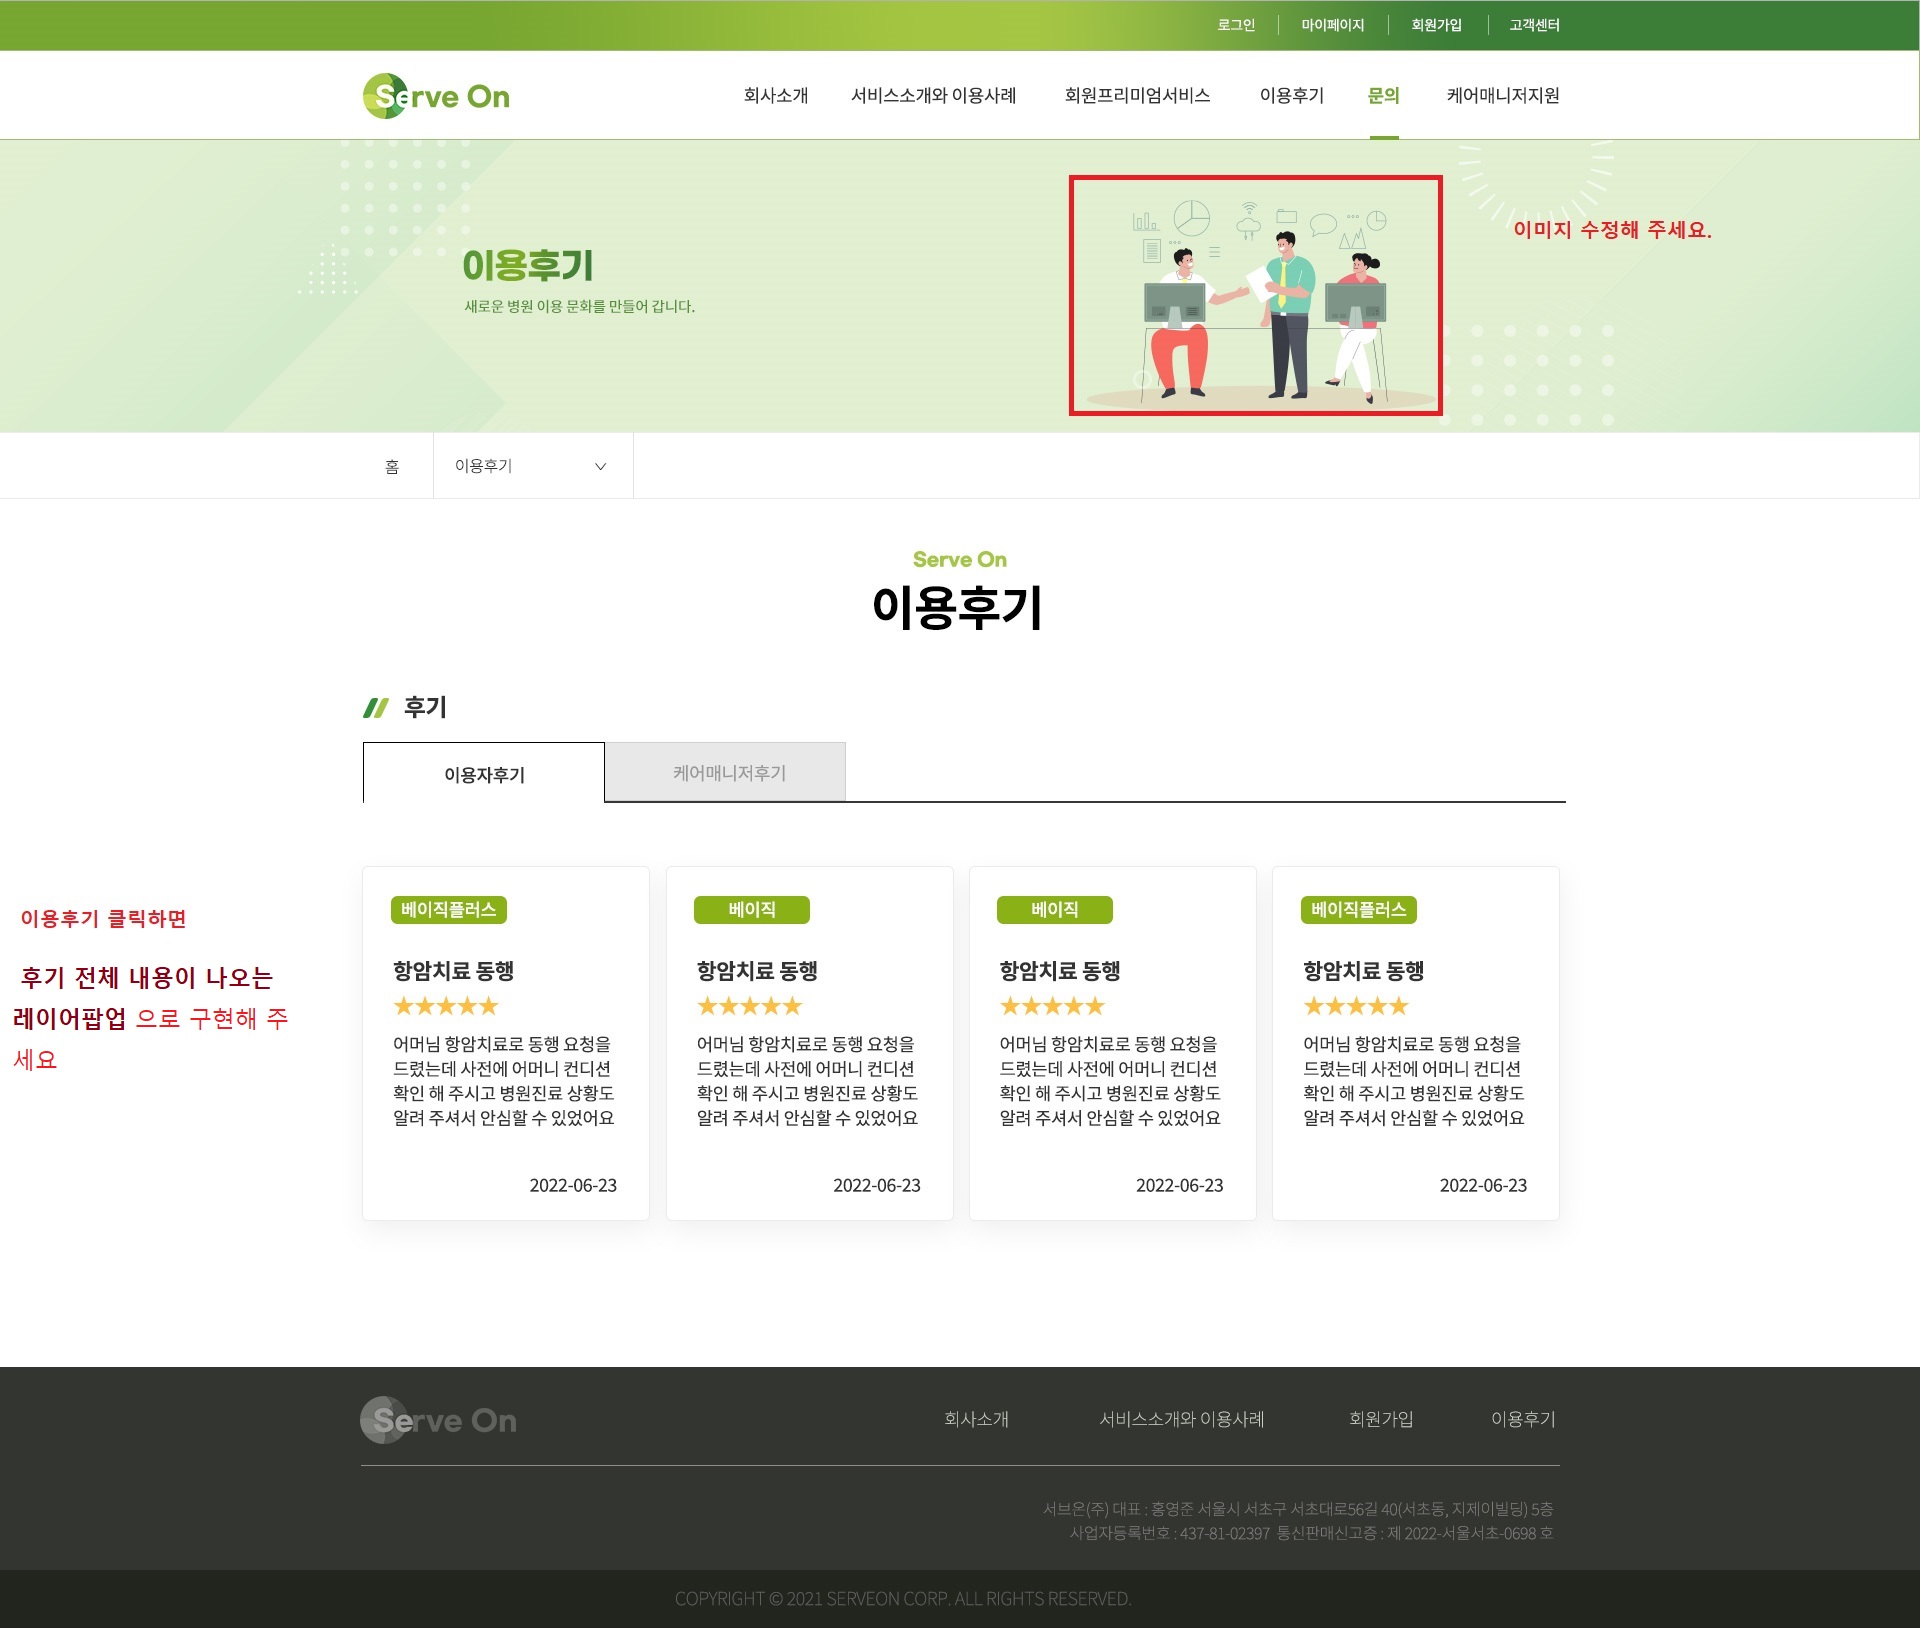 로그인
마이페이지
회원가입
고객센터
Serve On
회사소개
서비스소개와 이용사례
회원프리미엄서비스
이용후기
문의
케어매니저지원
이미지 수정해 주세요.
이용후기
새로운 병원 이용 문화를 만들어 갑니다.
홈
이용후기
Serve On
이용후기
후기
이용자후기
케어매니저후기
이용후기 클릭하면
후기 전체 내용이 나오는
레이어팝업 으로 구현해 주
세요
베이직플러스
항암치료 동행
★★★★★
어머님 항암치료로 동행 요청을
드렸는데 사전에 어머니 컨디션
확인 해 주시고 병원진료 상황도
알려 주셔서 안심할 수 있었어요
2022-06-23
베이직
항암치료 동행
★★★★★
어머님 항암치료로 동행 요청을
드렸는데 사전에 어머니 컨디션
확인 해 주시고 병원진료 상황도
알려 주셔서 안심할 수 있었어요
2022-06-23
베이직
항암치료 동행
★★★★★
어머님 항암치료로 동행 요청을
드렸는데 사전에 어머니 컨디션
확인 해 주시고 병원진료 상황도
알려 주셔서 안심할 수 있었어요
2022-06-23
베이직플러스
항암치료 동행
★★★★★
어머님 항암치료로 동행 요청을
드렸는데 사전에 어머니 컨디션
확인 해 주시고 병원진료 상황도
알려 주셔서 안심할 수 있었어요
2022-06-23
Serve On
회사소개
서비스소개와 이용사례
회원가입
이용후기
서브온(주) 대표 : 홍영준 서울시 서초구 서초대로56길 40(서초동, 지제이빌딩) 5층
사업자등록번호 : 437-81-02397 통신판매신고증 : 제 2022-서울서초-0698 호
COPYRIGHT © 2021 SERVEON CORP. ALL RIGHTS RESERVED.